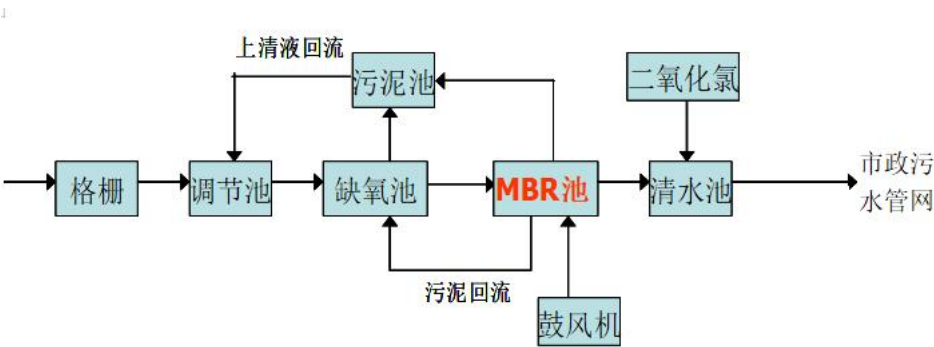 上清液回流
污泥池
二氧化氯
格栅
调节池
缺氧池
MBR池
清水池
市政污
水管网
污泥回流
鼓风机